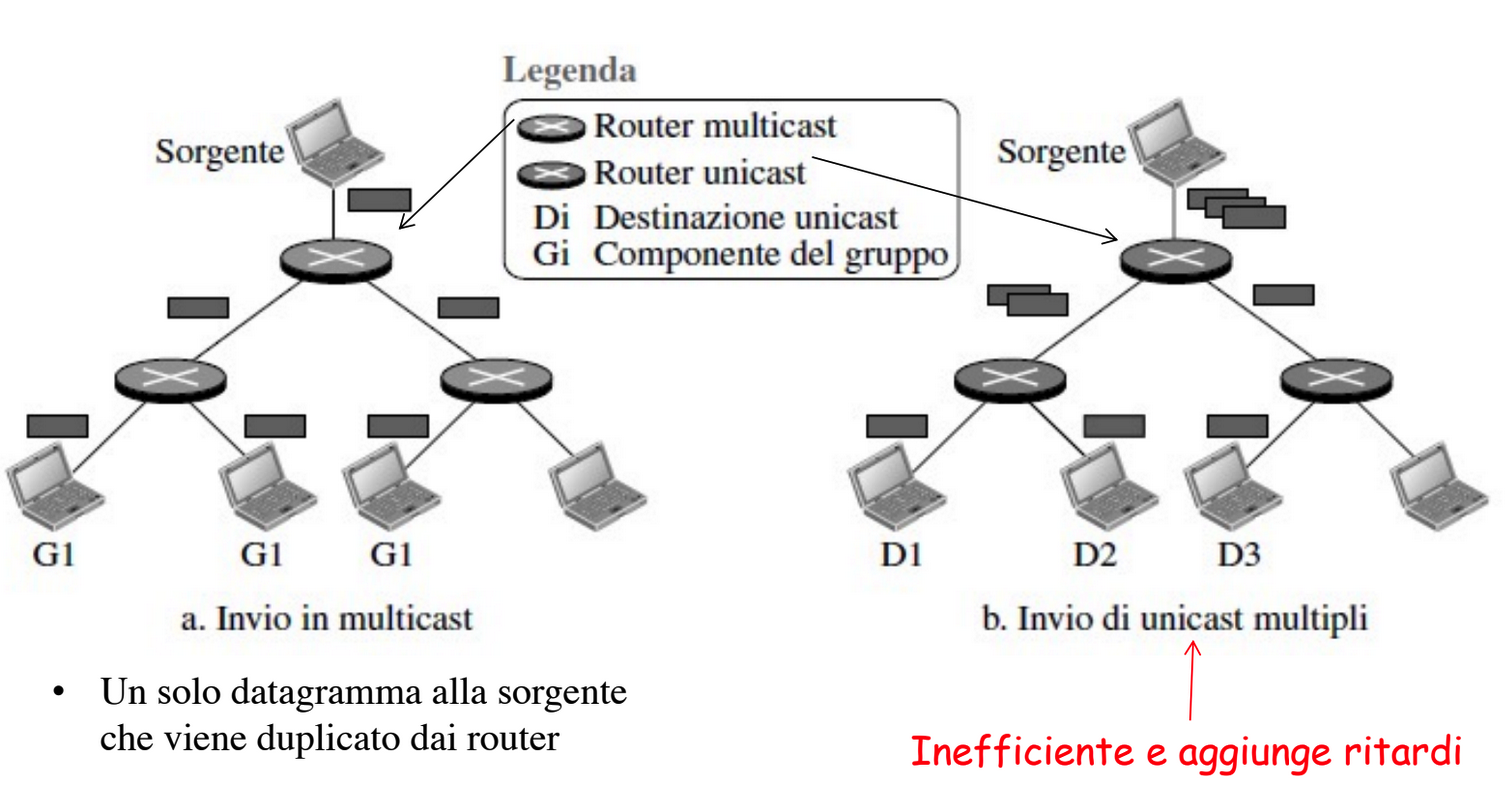 Legenda
Router multicast
Router unicast
Di Destinazione unicast
Gi Componente del gruppo
Sorgente
G1 G1 G1
a. Invio in multicast
• Un solo datagramma alla sorgente
che viene duplicato dai router
Sorgente
D1 D2 D3
b. Invio di unicast multipli
Inefficiente e aggiunge ritardi